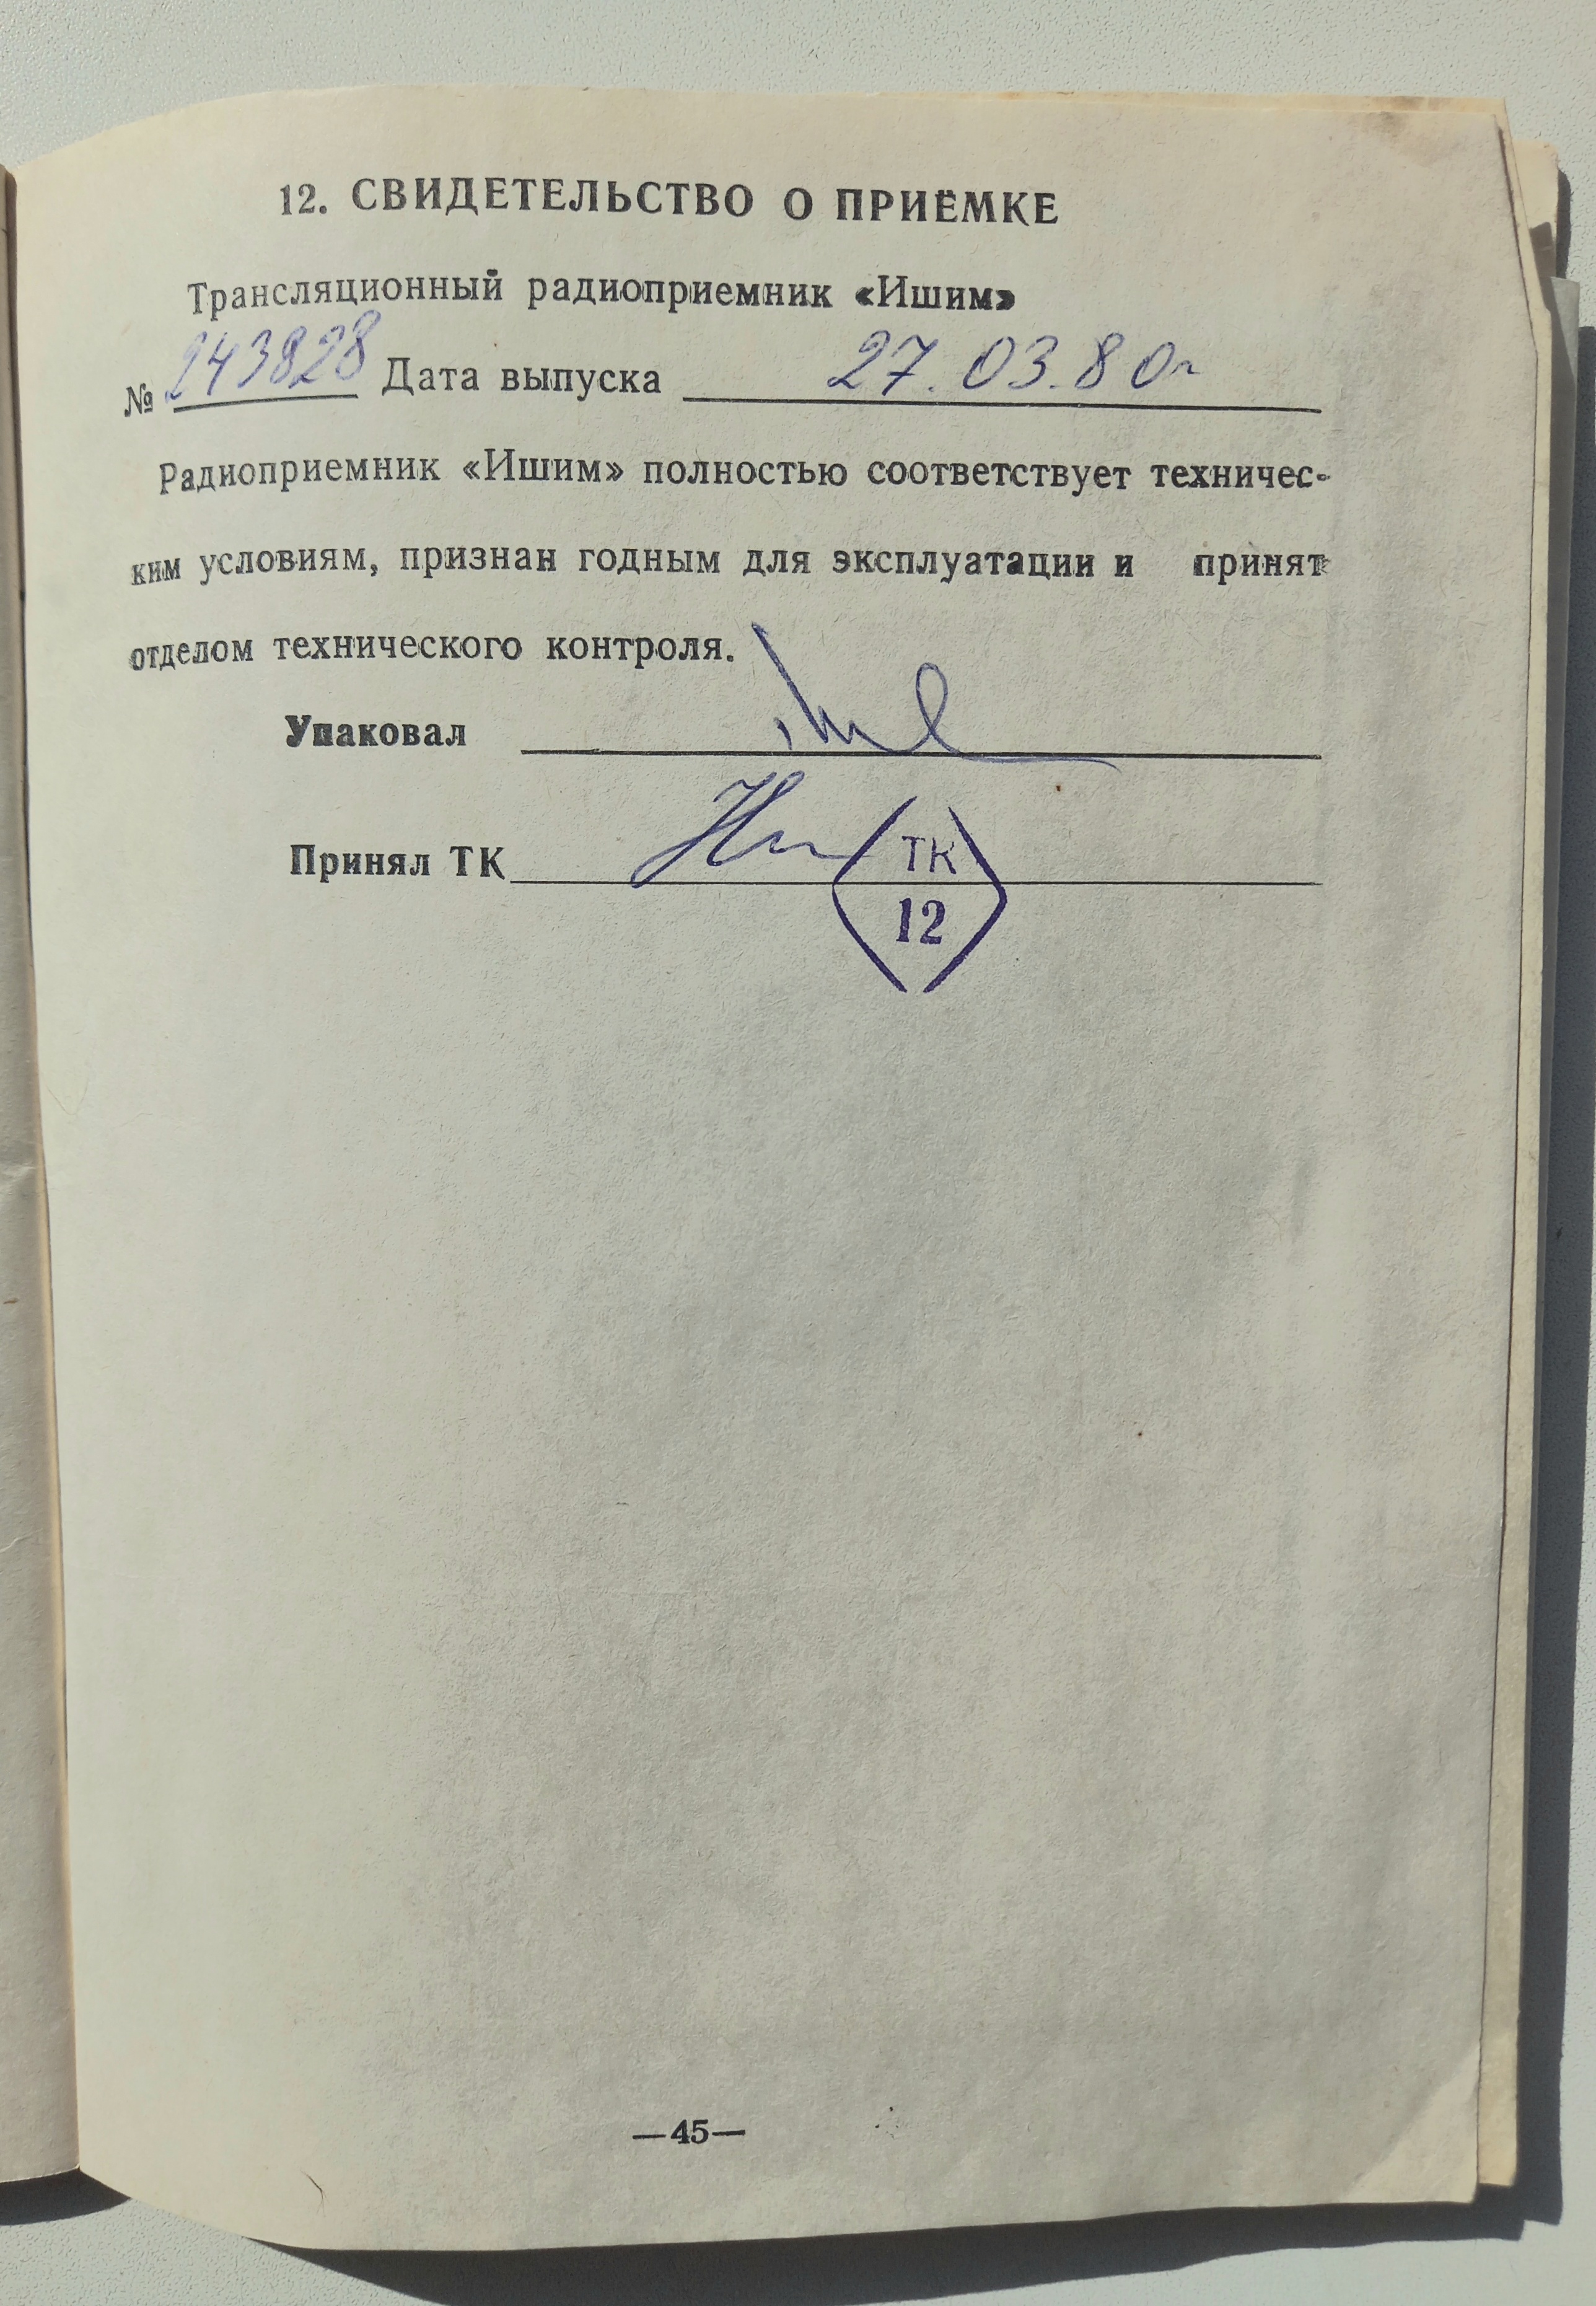 12. СВИДЕТЕЛЬСТВО О ПРИЁМКЕ
Трансляционный радиоприемник «Ишим»
№ 243828 Дата выпуска 27.03.80г
Радиоприемник «Ишим» полностью соответствует техничес-
ким условиям, признан годным для эксплуатации и принят
отделом технического контроля.
Упаковал
Принял ТК
ТК
12
—45—